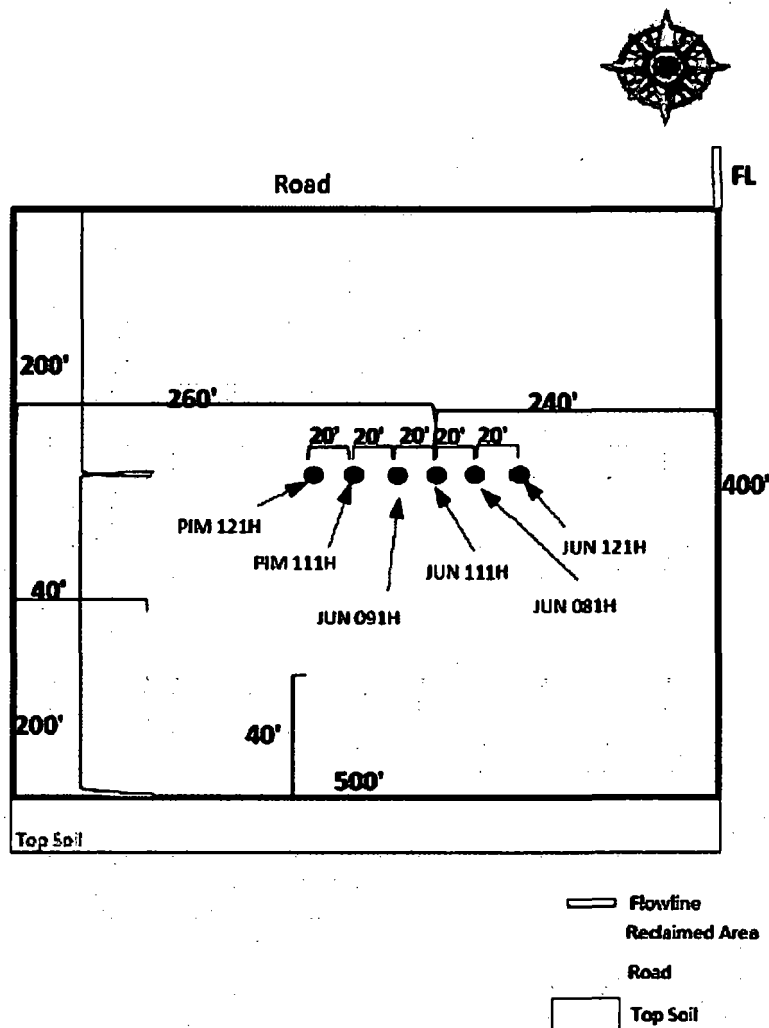 Road
FL
200'
260'
240'
20' 20' 20' 20' 20'
400'
PIM 121H
PIM 111H
JUN 111H
JUN 121H
40'
JUN 091H
JUN 081H
200'
40'
500'
Top Soil
Flowline
Reclaimed Area
Road
Top Soil